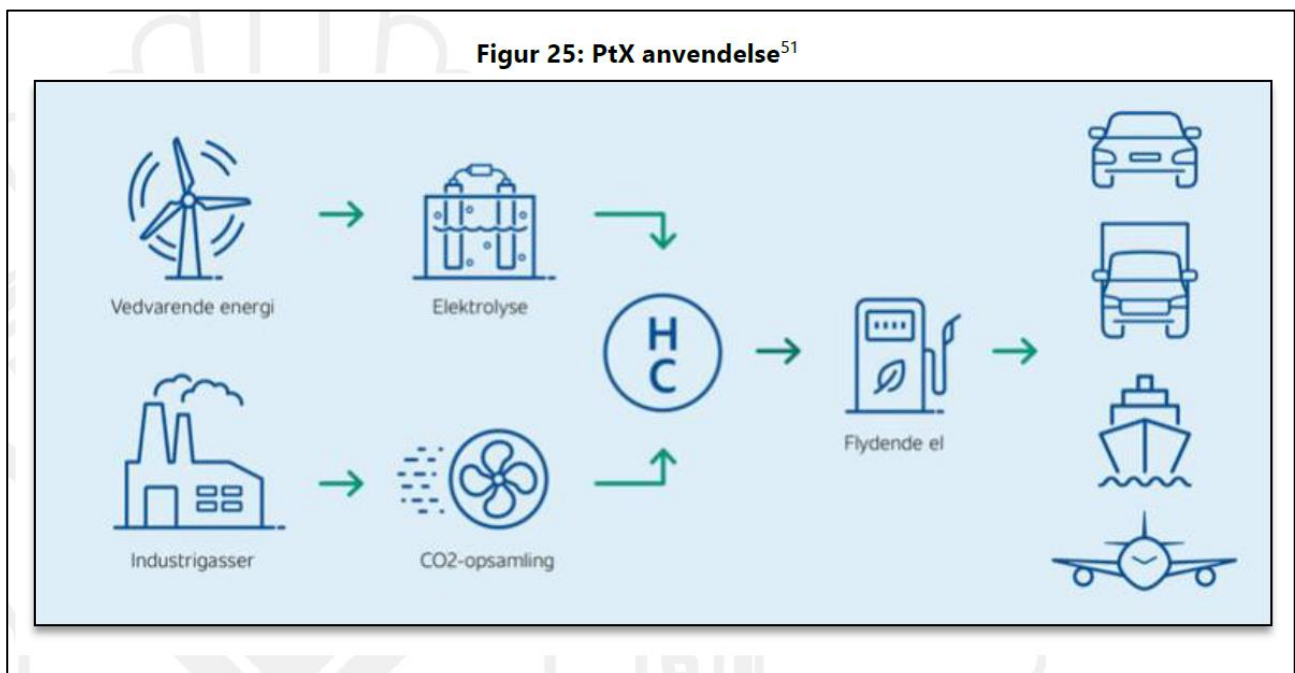 Figur 25: PtX anvendelse51
Vedvarende energi
Elektrolyse
H
C
Flydende el
Industrigasser
CO2-opsamling